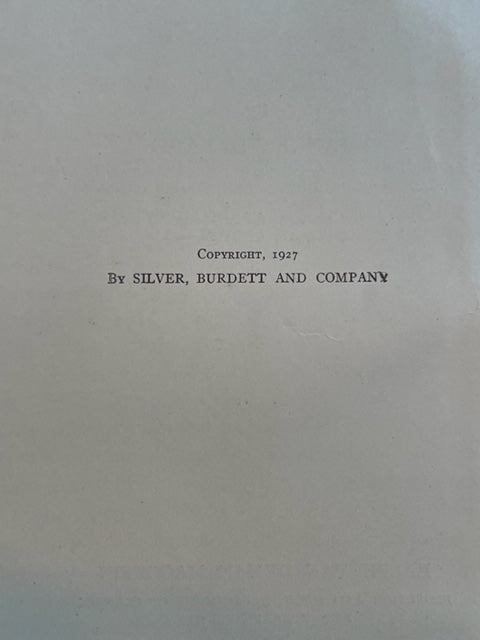 Copyright, 1927
By SILVER, BURDETT AND COMPANY